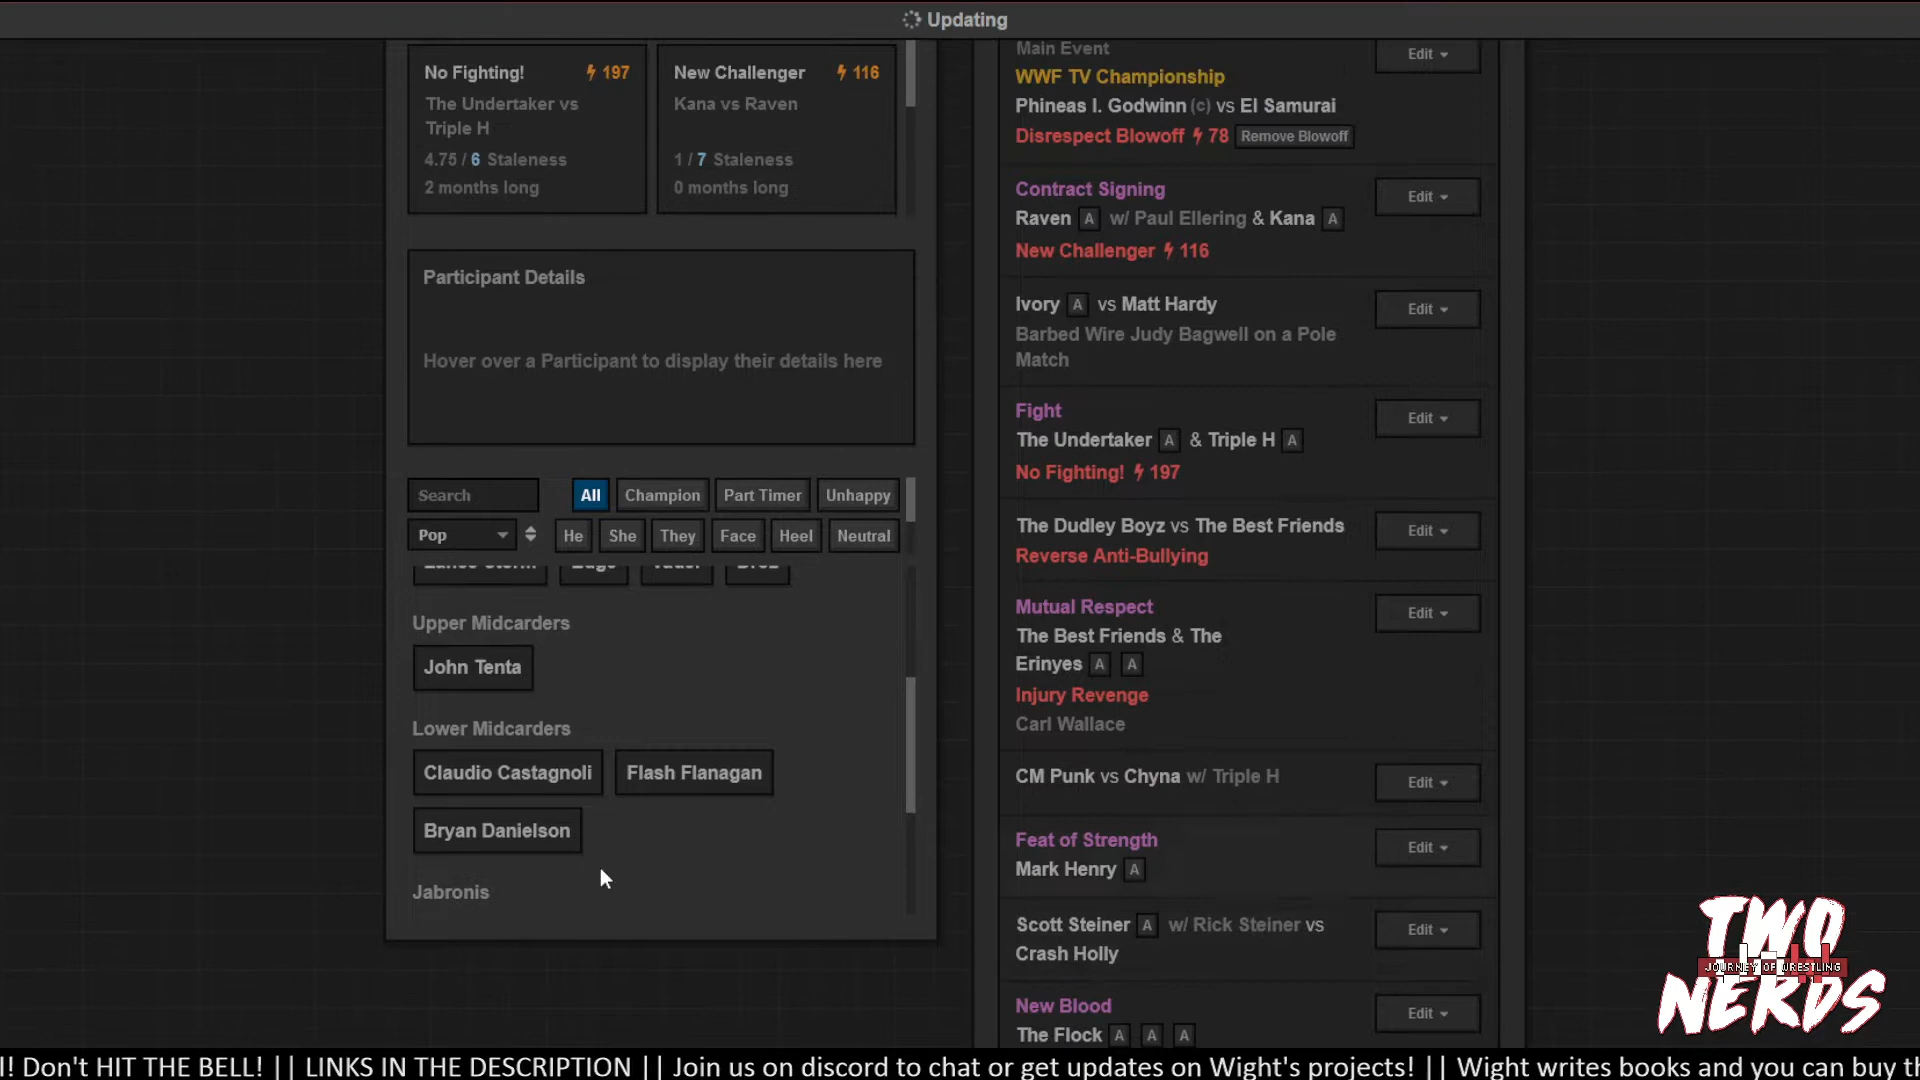 Updating
No Fighting! 197
The Undertaker vs
Triple H
4.75 / 6 Staleness
2 months long
New Challenger 116
Kana vs Raven
1 / 7 Staleness
0 months long
Participant Details
Hover over a Participant to display their details here
Search All Champion Part Timer Unhappy
Pop He She They Face Heel Neutral
Lance Storm Edge Vader Droz
Upper Midcarders
John Tenta
Lower Midcarders
Claudio Castagnoli Flash Flanagan
Bryan Danielson
Jabronis
Main Event Edit
WWF TV Championship
Phineas I. Godwinn (c) vs El Samurai
Disrespect Blowoff 78 Remove Blowoff
Contract Signing Edit
Raven A w/ Paul Ellering & Kana A
New Challenger 116
Ivory A vs Matt Hardy Edit
Barbed Wire Judy Bagwell on a Pole
Match
Fight Edit
The Undertaker A & Triple H A
No Fighting! 197
The Dudley Boyz vs The Best Friends Edit
Reverse Anti-Bullying
Mutual Respect Edit
The Best Friends & The
Erinyes A A
Injury Revenge
Carl Wallace
CM Punk vs Chyna w/ Triple H Edit
Feat of Strength Edit
Mark Henry A
Scott Steiner A w/ Rick Steiner vs Edit
Crash Holly
New Blood Edit
The Flock A A A
TWO
JOURNEY OF WRESTLING
NERDS
!! Don't HIT THE BELL! || LINKS IN THE DESCRIPTION || Join us on discord to chat or get updates on Wight's projects! || Wight writes books and you can buy th